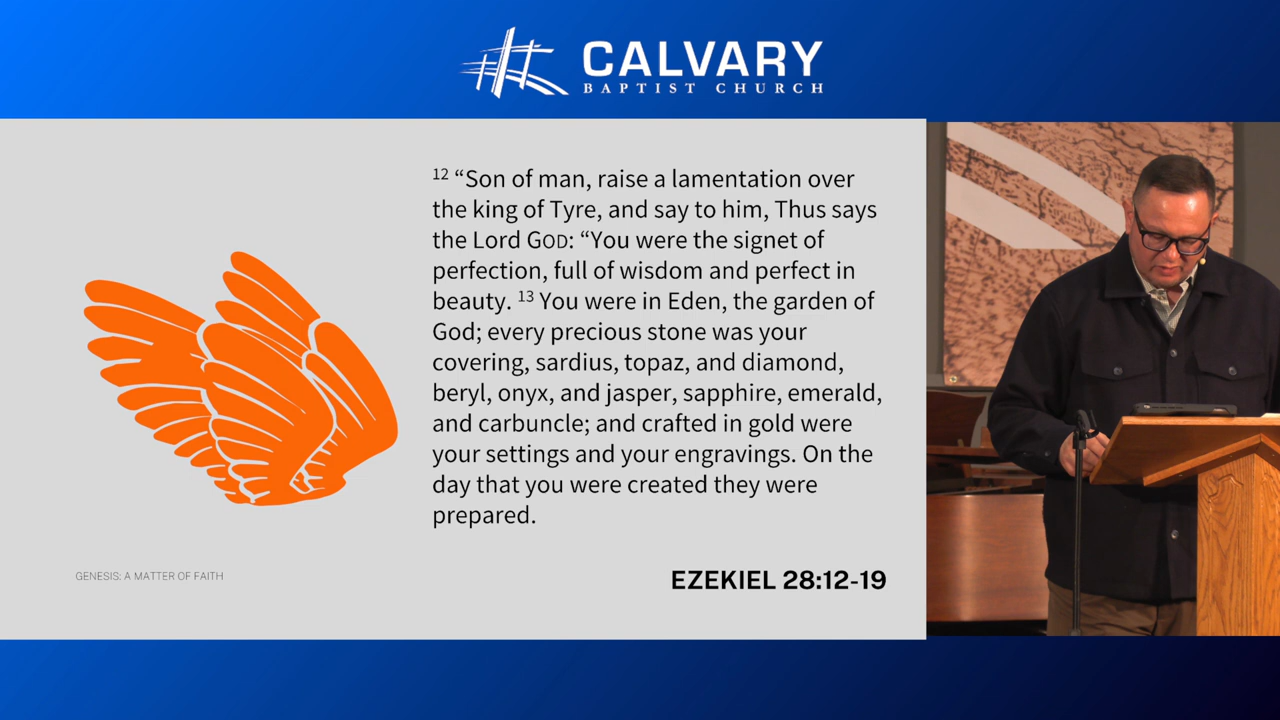 CALVARY
BAPTIST CHURCH
12 “Son of man, raise a lamentation over
the king of Tyre, and say to him, Thus says
the Lord GOD: “You were the signet of
perfection, full of wisdom and perfect in
beauty. 13 You were in Eden, the garden of
God; every precious stone was your
covering, sardius, topaz, and diamond,
beryl, onyx, and jasper, sapphire, emerald,
and carbuncle; and crafted in gold were
your settings and your engravings. On the
day that you were created they were
prepared.
GENESIS: A MATTER OF FAITH
EZEKIEL 28:12-19